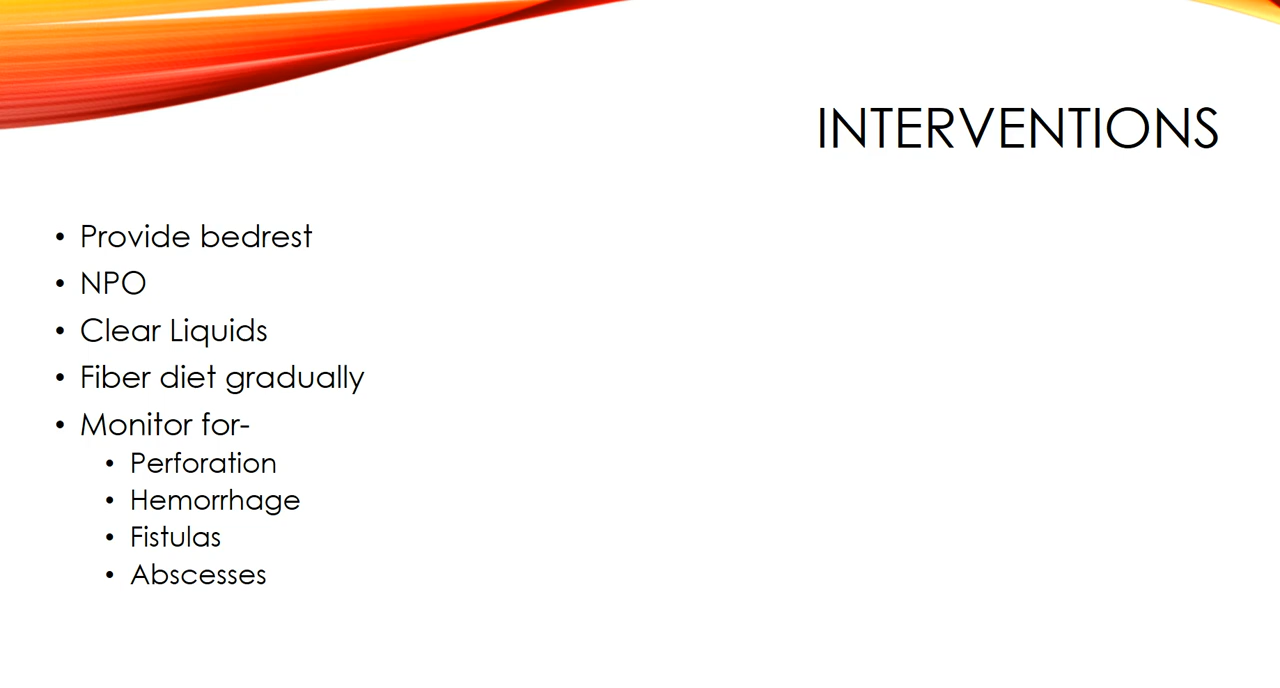 INTERVENTIONS
• Provide bedrest
• NPO
• Clear Liquids
• Fiber diet gradually
• Monitor for-
• Perforation
• Hemorrhage
• Fistulas
• Abscesses